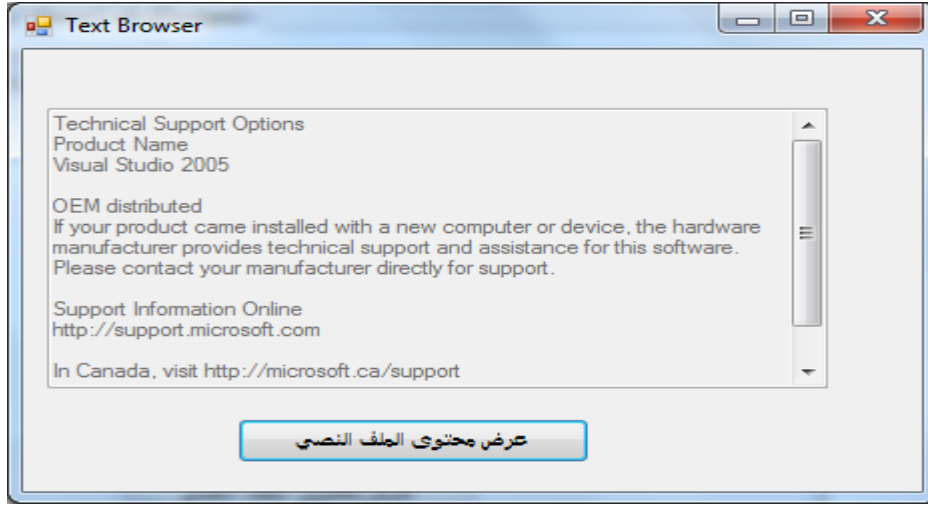 Text Browser
Technical Support Options
Product Name
Visual Studio 2005
OEM distributed
If your product came installed with a new computer or device, the hardware
manufacturer provides technical support and assistance for this software.
Please contact your manufacturer directly for support.
Support Information Online
http://support.microsoft.com
In Canada, visit http://microsoft.ca/support
عرض محتوى الملف النصي